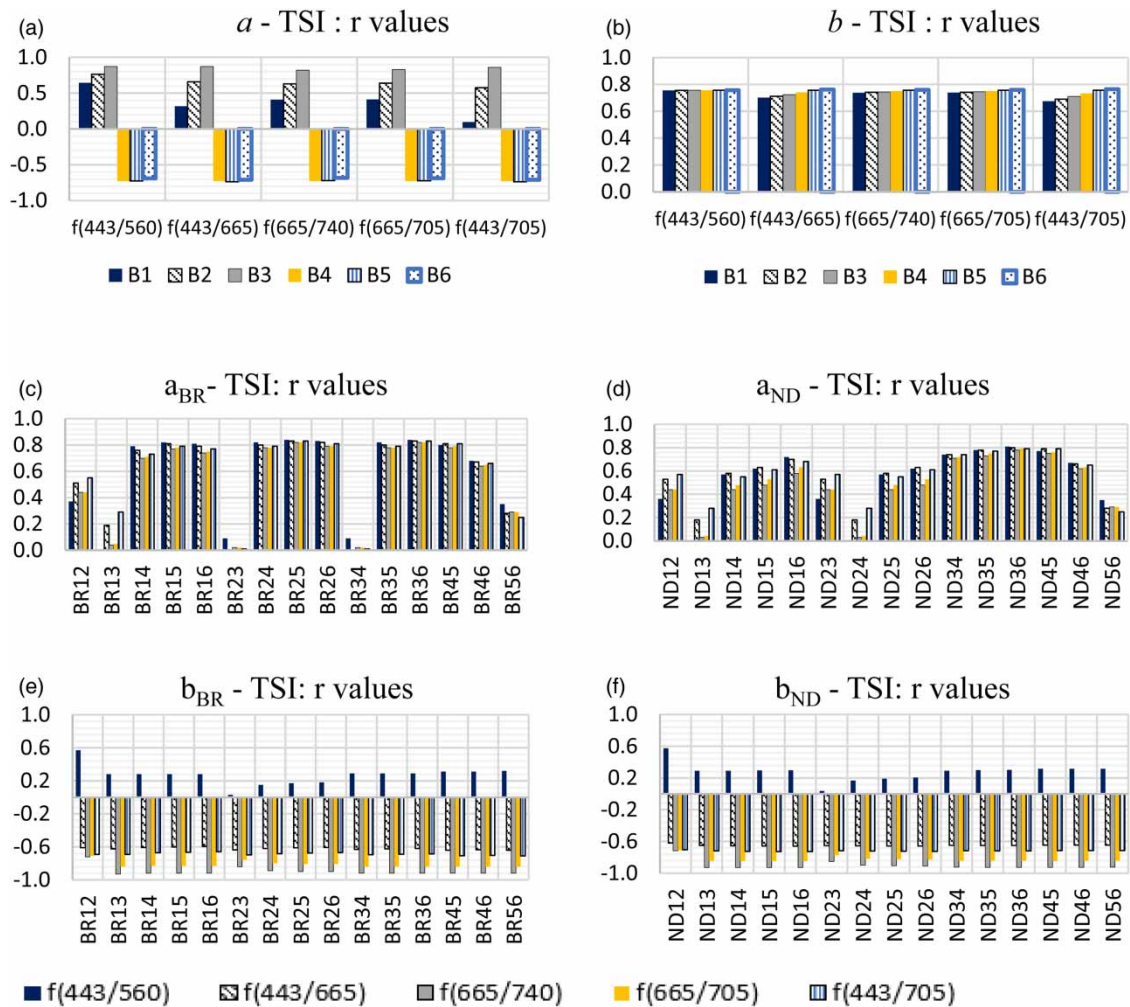 (a) a - TSI : r values
1.0
0.5
0.0
-0.5
-1.0
f(443/560) f(443/665) f(665/740) f(665/705) f(443/705)
B1 B2 B3 B4 B5 B6
(b) b - TSI : r values
1.0
0.8
0.6
0.4
0.2
0.0
f(443/560) f(443/665) f(665/740) f(665/705) f(443/705)
B1 B2 B3 B4 B5 B6
(c) aBR - TSI: r values
1.0
0.8
0.6
0.4
0.2
0.0
BR12 BR13 BR14 BR15 BR16 BR23 BR24 BR25 BR26 BR34 BR35 BR36 BR45 BR46 BR56
(d) aND - TSI: r values
1.0
0.8
0.6
0.4
0.2
0.0
ND12 ND13 ND14 ND15 ND16 ND23 ND24 ND25 ND26 ND34 ND35 ND36 ND45 ND46 ND56
(e) bBR - TSI: r values
1.0
0.6
0.2
-0.2
-0.6
-1.0
BR12 BR13 BR14 BR15 BR16 BR23 BR24 BR25 BR26 BR34 BR35 BR36 BR45 BR46 BR56
(f) bND - TSI: r values
1.0
0.6
0.2
-0.2
-0.6
-1.0
ND12 ND13 ND14 ND15 ND16 ND23 ND24 ND25 ND26 ND34 ND35 ND36 ND45 ND46 ND56
f(443/560) f(443/665) f(665/740) f(665/705) f(443/705)